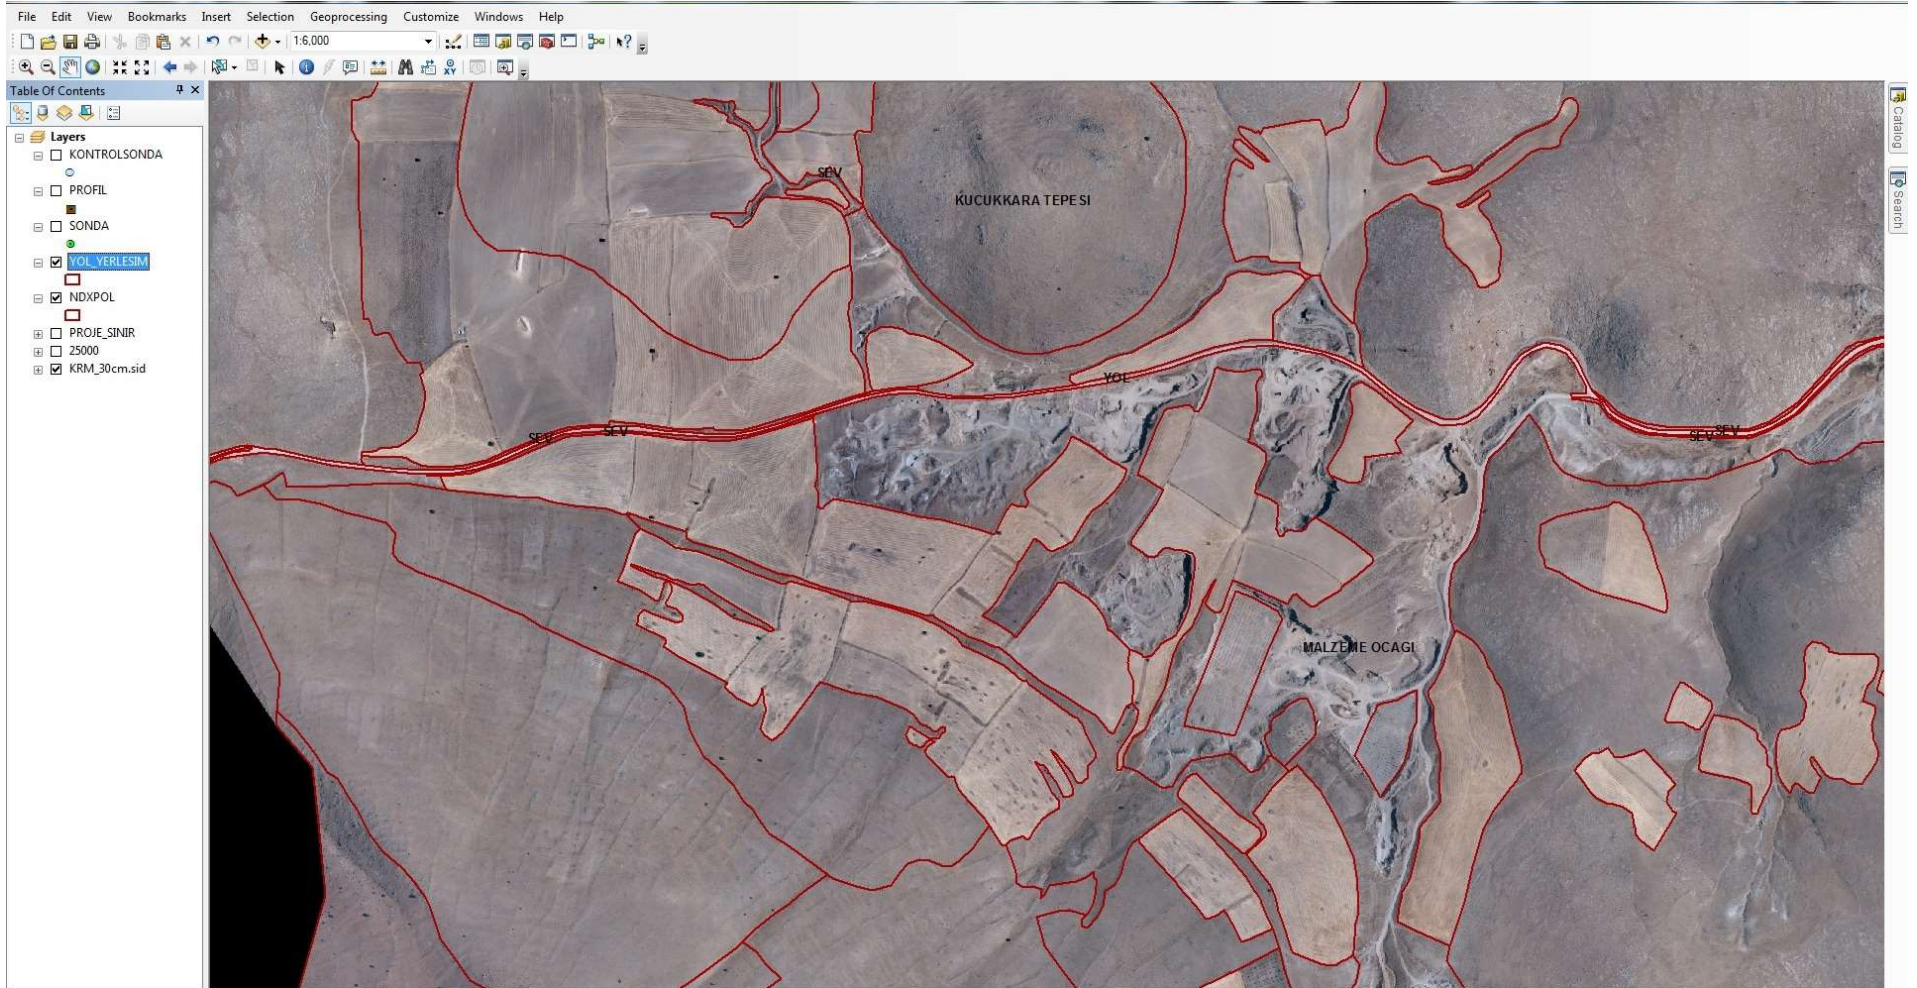 File Edit View Bookmarks Insert Selection Geoprocessing Customize Windows Help
1:6,000
Table Of Contents
Layers
KONTROLSONDA
PROFIL
SONDA
YOL_YERLESIM
NDXPOL
PROJE_SINIR
25000
KRM_30cm.sid
SEV
KUCUKKARA TEPESI
YOL
SEV
SEV
SEV
SEV
MALZEME OCAGI
Catalog
Search